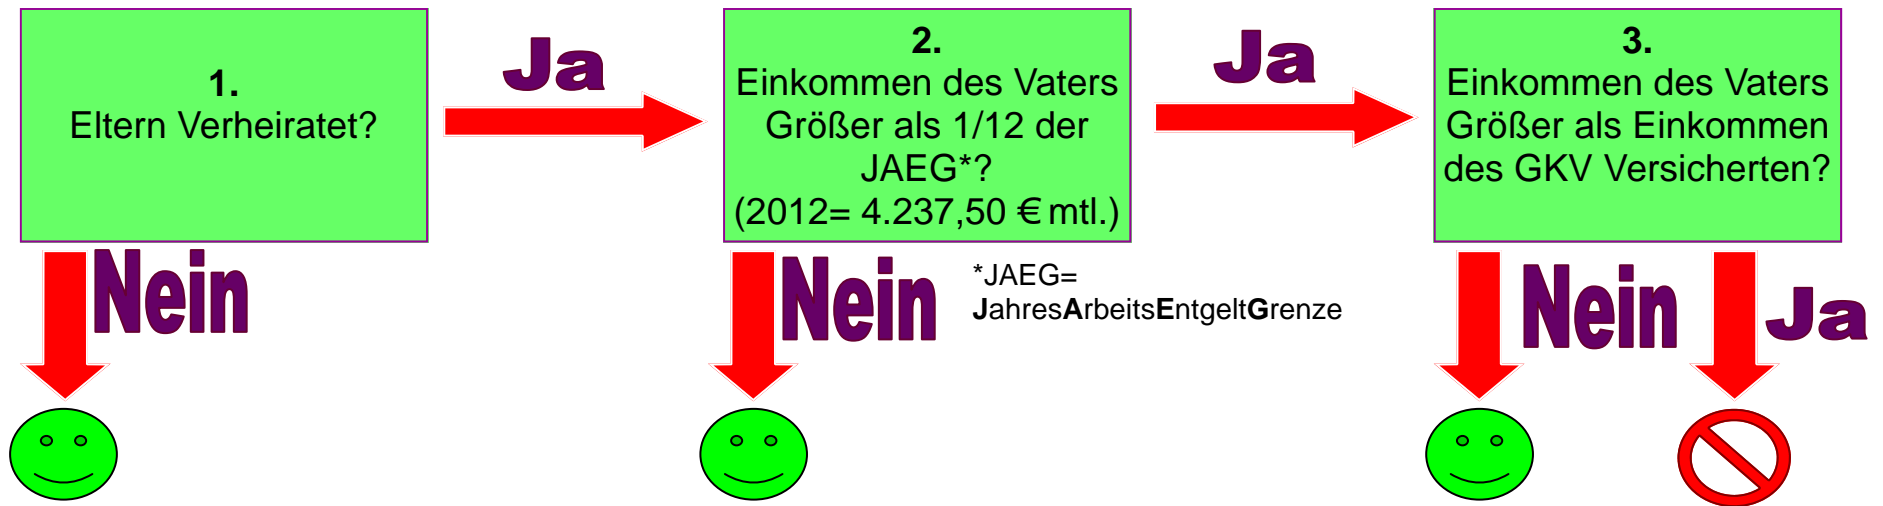 1.
Eltern Verheiratet?
Ja
2.
Einkommen des Vaters
Größer als 1/12 der
JAEG*?
(2012= 4.237,50 € mtl.)
Ja
3.
Einkommen des Vaters
Größer als Einkommen
des GKV Versicherten?
Nein
Nein
*JAEG=
JahresArbeitsEntgeltGrenze
Nein
Ja